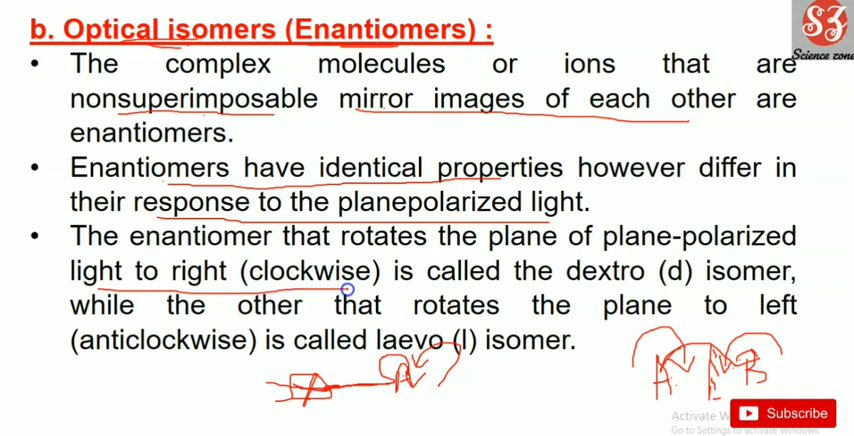 b. Optical isomers (Enantiomers) :
SZ
Science zone
• The complex molecules or ions that are
nonsuperimposable mirror images of each other are
enantiomers.
• Enantiomers have identical properties however differ in
their response to the planepolarized light.
• The enantiomer that rotates the plane of plane-polarized
light to right (clockwise) is called the dextro (d) isomer,
while the other that rotates the plane to left
(anticlockwise) is called laevo (l) isomer.
Subscribe
Activate W
Go to Settings to activate Windows.